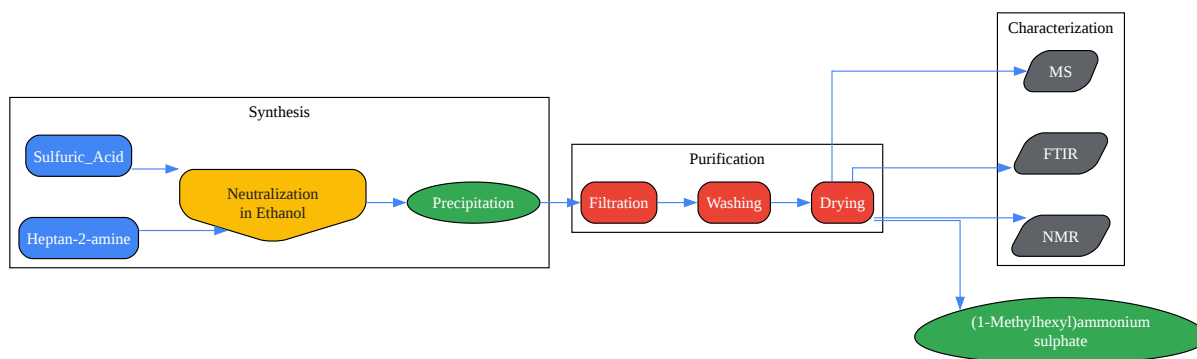 Synthesis
Sulfuric_Acid
Heptan-2-amine
Neutralization
in Ethanol
Precipitation
Purification
Filtration
Washing
Drying
Characterization
MS
FTIR
NMR
(1-Methylhexyl)ammonium
sulphate